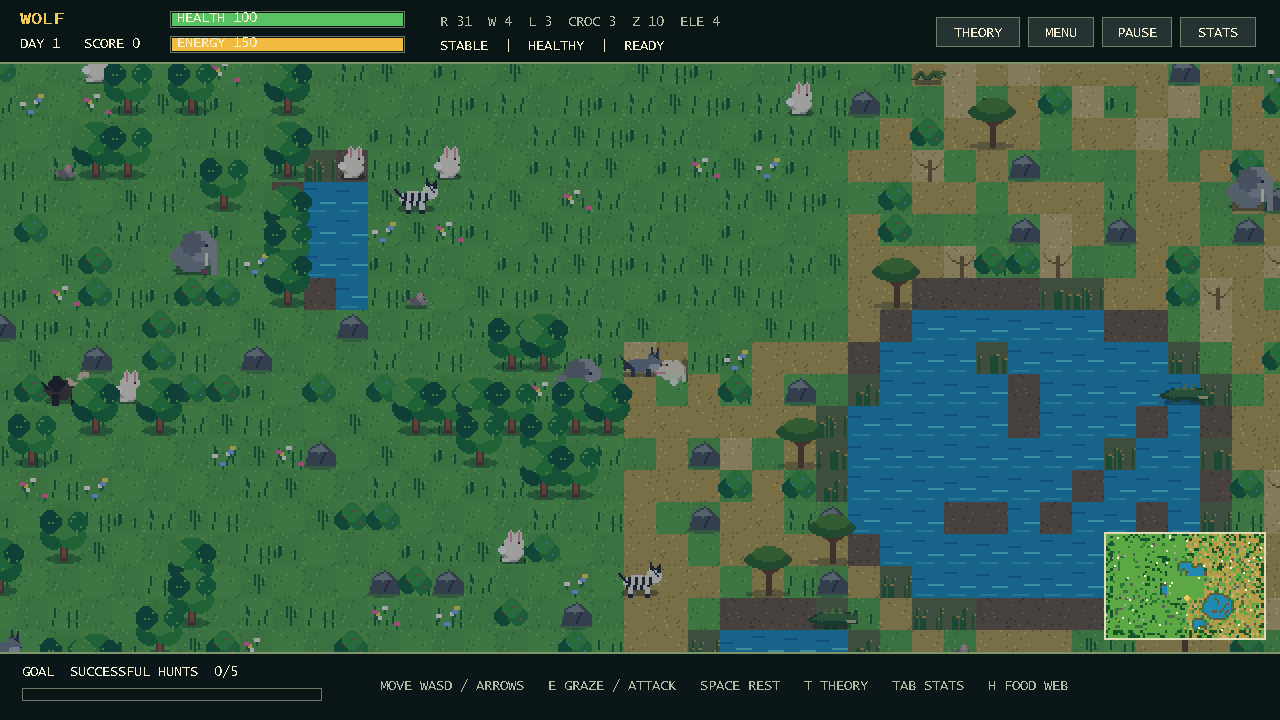 WOLF
HEALTH 100
R 31 W 4 L 3 CROC 3 Z 10 ELE 4
THEORY MENU PAUSE STATS
DAY 1 SCORE 0
ENERGY 150
STABLE | HEALTHY | READY
GOAL SUCCESSFUL HUNTS 0/5
MOVE WASD / ARROWS E GRAZE / ATTACK SPACE REST T THEORY TAB STATS H FOOD WEB